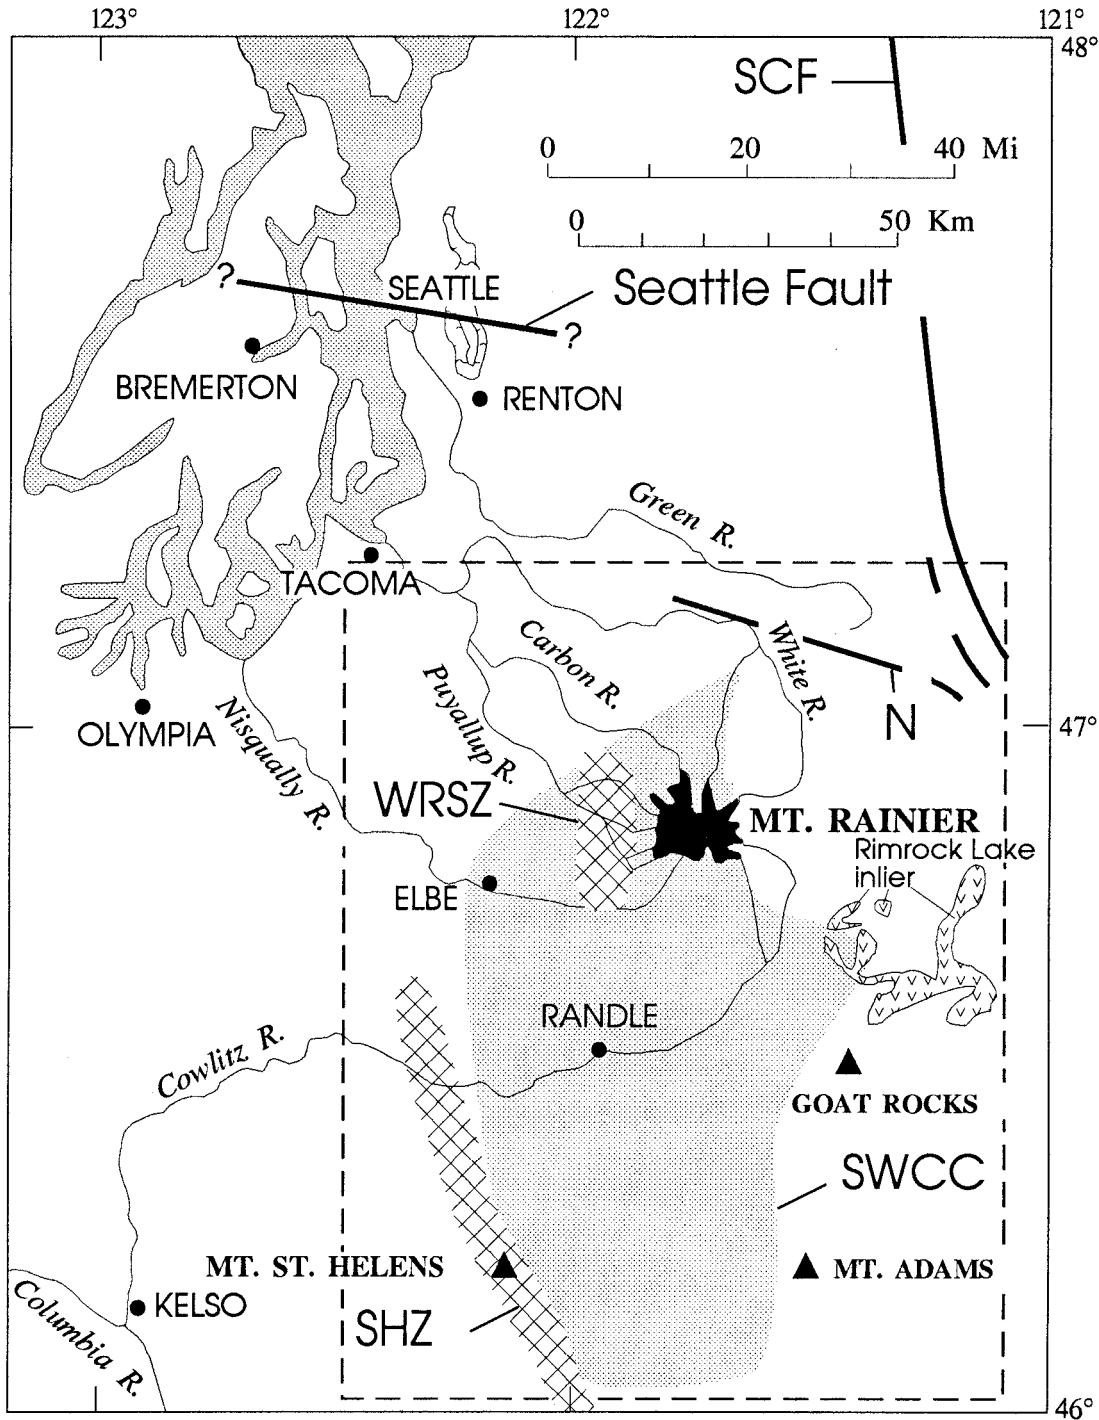 123°
122°
121°
48°
SCF
0 20 40 Mi
0 50 Km
?
SEATTLE
Seattle Fault
?
BREMERTON
RENTON
Green R.
TACOMA
Carbon R.
White R.
Puyallup R.
N
OLYMPIA
47°
Nisqually R.
WRSZ
MT. RAINIER
Rimrock Lake
inlier
ELBE
RANDLE
Cowlitz R.
GOAT ROCKS
SWCC
MT. ST. HELENS
MT. ADAMS
KELSO
SHZ
Columbia R.
46°